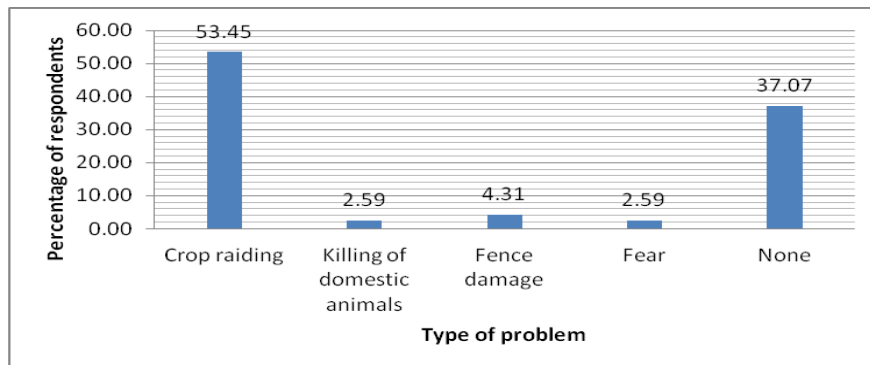 Percentage of respondents
60.00
50.00
40.00
30.00
20.00
10.00
0.00
53.45
2.59
4.31
2.59
37.07
Crop raiding
Killing of
domestic
animals
Fence
damage
Fear
None
Type of problem